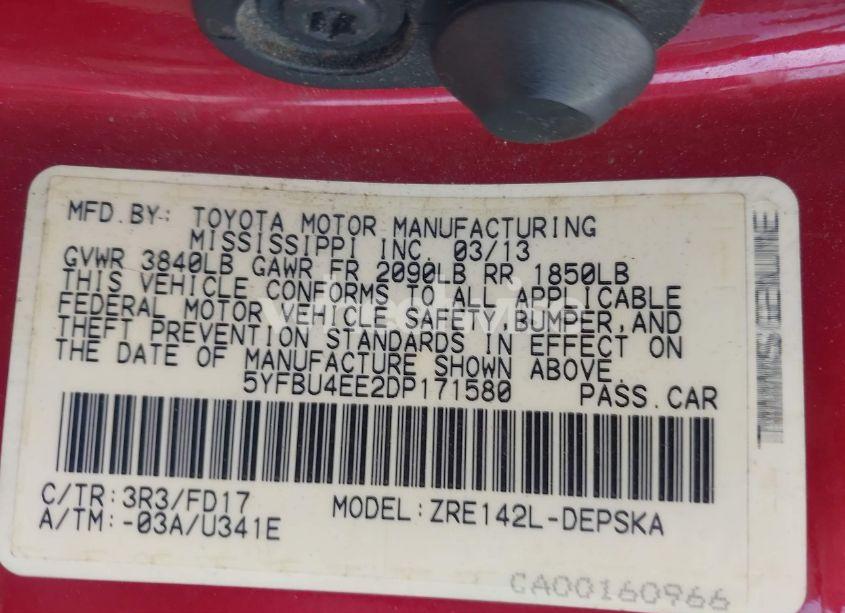 MFD.BY: TOYOTA MOTOR MANUFACTURING
MISSISSIPPI INC. 03/13
GVWR 3840LB GAWR FR 2090LB RR 1850LB
THIS VEHICLE CONFORMS TO ALL APPLICABLE
FEDERAL MOTOR VEHICLE SAFETY,BUMPER,AND
THEFT PREVENTION STANDARDS IN EFFECT ON
THE DATE OF MANUFACTURE SHOWN ABOVE.
5YFBU4EE2DP171580 PASS.CAR
C/TR:3R3/FD17 MODEL:ZRE142L-DEPSKA
A/TM:-03A/U341E
CA00160966